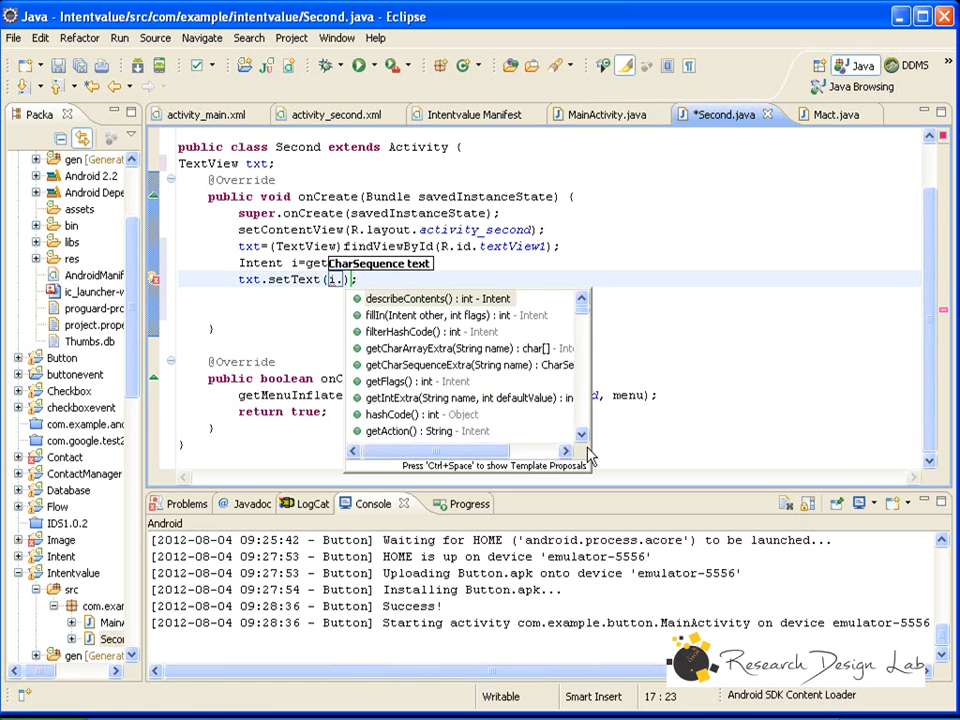 Java - Intentvalue/src/com/example/intentvalue/Second.java - Eclipse
File Edit Refactor Run Source Navigate Search Project Window Help
Java DDMS
Java Browsing
Packa
activity_main.xml activity_second.xml Intentvalue Manifest MainActivity.java *Second.java Mact.java
gen [Generat
Android 2.2
Android Depe
assets
bin
libs
res
AndroidManif
ic_launcher-w
proguard-pro
project.prope
Thumbs.db
Button
buttonevent
Checkbox
checkboxevent
com.example.an
com.google.test2
Contact
ContactManager
Database
Flow
IDS1.0.2
Image
Intent
Intentvalue
src
com.exar
MainA
Secon
gen [Generat
public class Second extends Activity {
TextView txt;
@Override
public void onCreate(Bundle savedInstanceState) {
super.onCreate(savedInstanceState);
setContentView(R.layout.activity_second);
txt=(TextView)findViewById(R.id.textView1);
Intent i=get
CharSequence text
txt.setText(i.);
}
@Override
public boolean onC
getMenuInflate
d, menu);
return true;
}
}
describeContents() : int - Intent
fillIn(Intent other, int flags) : int - Intent
filterHashCode() : int - Intent
getCharArrayExtra(String name) : char[] - Inte
getCharSequenceExtra(String name) : CharSe
getFlags() : int - Intent
getIntExtra(String name, int defaultValue) : in
hashCode() : int - Object
getAction() : String - Intent
Press 'Ctrl+Space' to show Template Proposals
Problems Javadoc LogCat Console Progress
Android
[2012-08-04 09:25:42 - Button] Waiting for HOME ('android.process.acore') to be launched...
[2012-08-04 09:27:53 - Button] HOME is up on device 'emulator-5556'
[2012-08-04 09:27:53 - Button] Uploading Button.apk onto device 'emulator-5556'
[2012-08-04 09:27:54 - Button] Installing Button.apk...
[2012-08-04 09:28:36 - Button] Success!
[2012-08-04 09:28:36 - Button] Starting activity com.example.button.MainActivity on device emulator-5556
Research Design Lab
Writable Smart Insert 17 : 23 Android SDK Content Loader